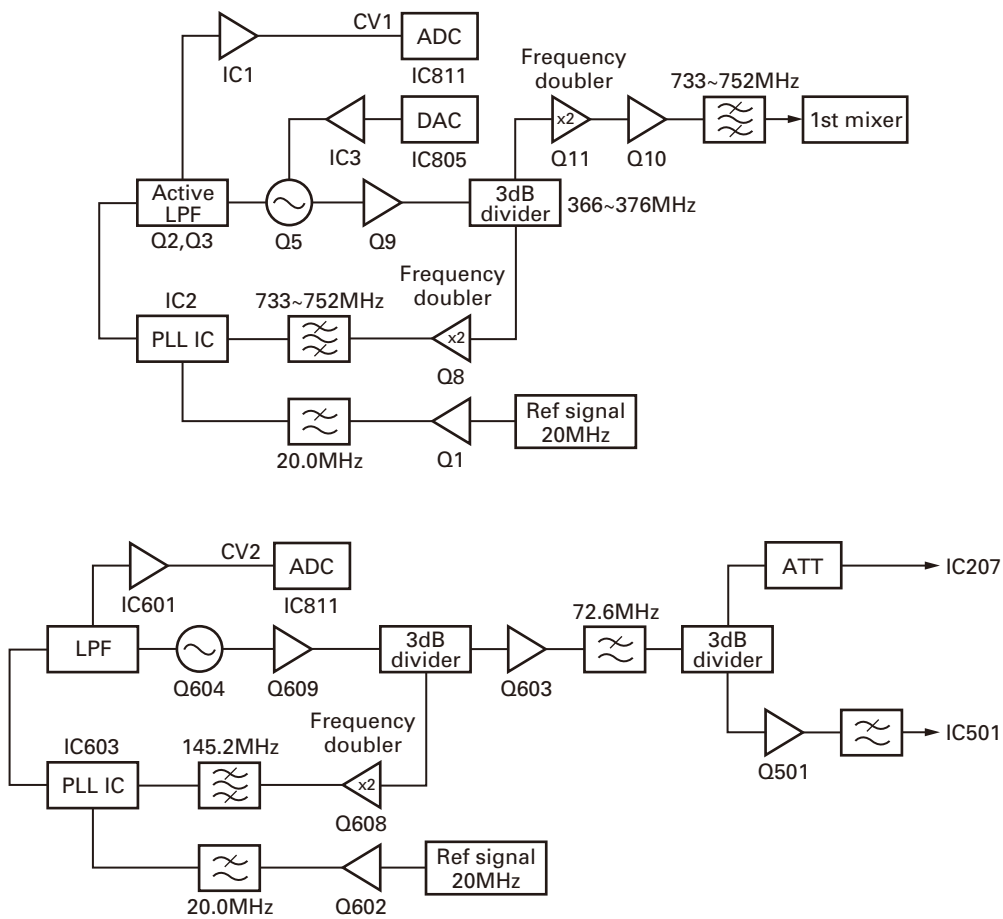 CV1
ADC
IC1
IC811
Frequency
doubler
733~752MHz
DAC
x2
1st mixer
IC3
IC805
Q11
Q10
Active
LPF
3dB
divider
366~376MHz
Q2,Q3
Q5
Q9
Frequency
doubler
IC2
733~752MHz
PLL IC
x2
Q8
Ref signal
20MHz
20.0MHz
Q1
CV2
ADC
ATT
IC207
IC601
IC811
72.6MHz
LPF
3dB
divider
3dB
divider
Q604
Q609
Q603
Frequency
doubler
IC603
145.2MHz
IC501
Q501
PLL IC
x2
Q608
Ref signal
20MHz
20.0MHz
Q602